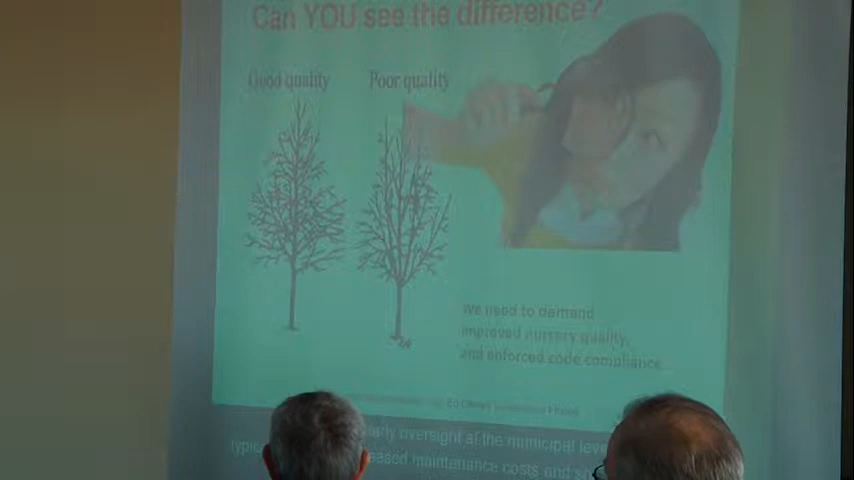 Can YOU see the difference?
Good quality
Poor quality
We need to demand
improved nursery quality,
and enforced code compliance.
oversight at the municipal
maintenance costs and